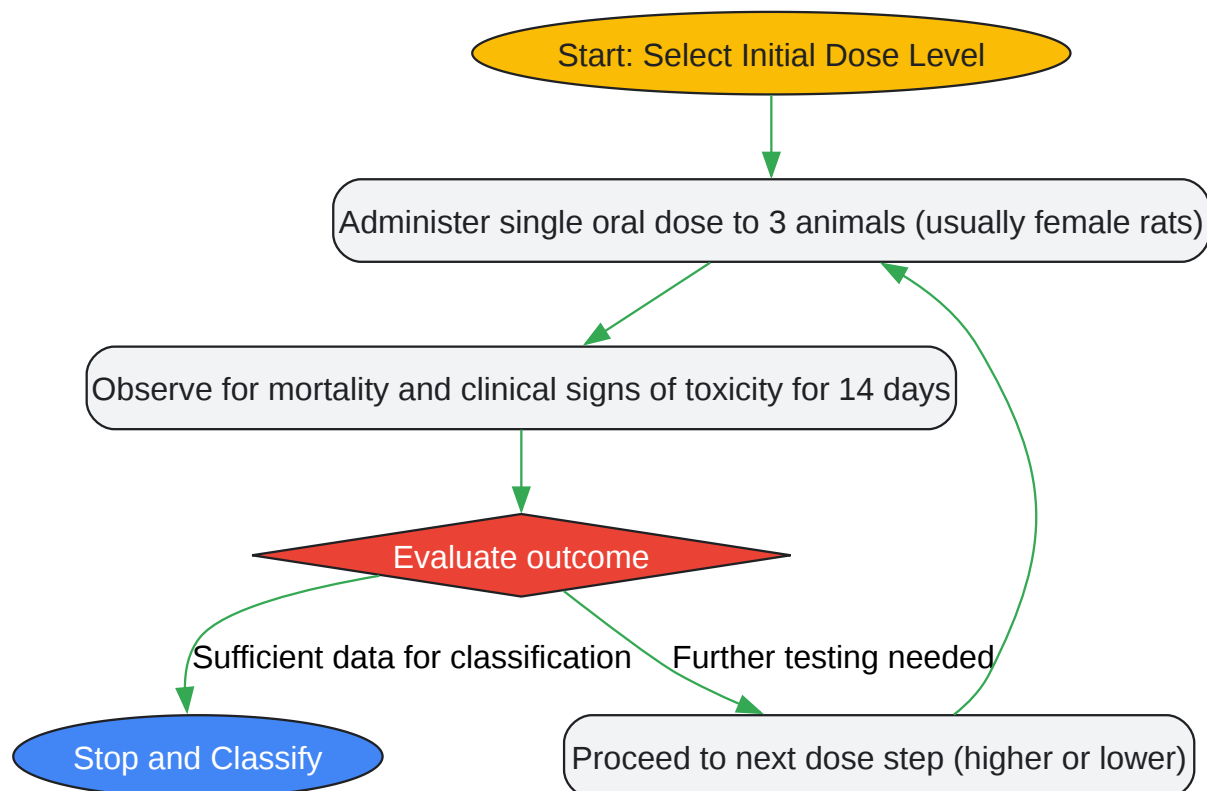 Start: Select Initial Dose Level
Administer single oral dose to 3 animals (usually female rats)
Observe for mortality and clinical signs of toxicity for 14 days
Evaluate outcome
Sufficient data for classification
Further testing needed
Stop and Classify
Proceed to next dose step (higher or lower)